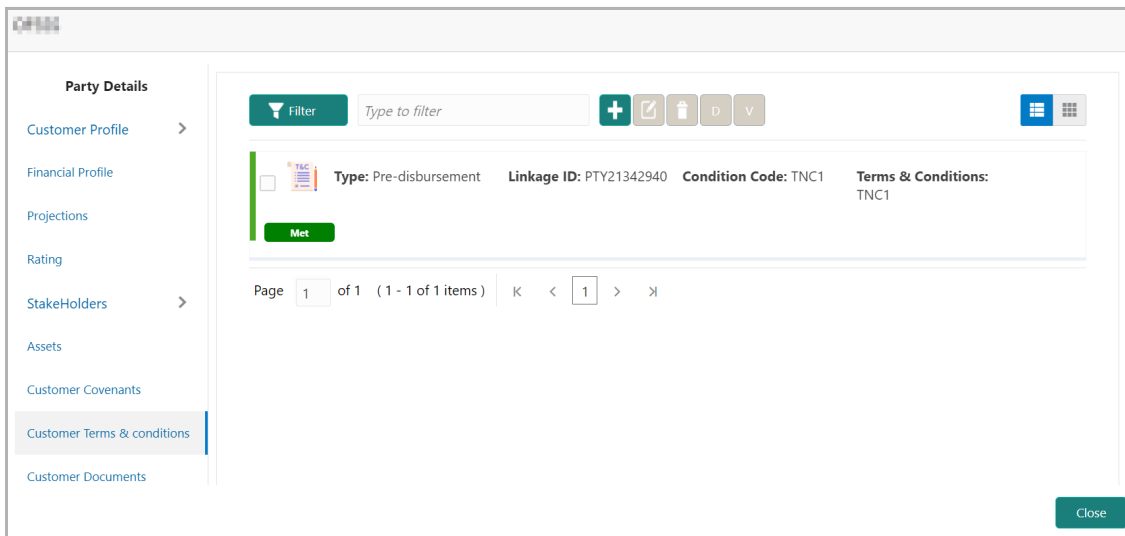 Party Details
Customer Profile
Financial Profile
Projections
Rating
StakeHolders
Assets
Customer Covenants
Customer Terms & conditions
Customer Documents
Filter
Type to filter
D
V
T&C
Type: Pre-disbursement Linkage ID: PTY21342940 Condition Code: TNC1 Terms & Conditions:
TNC1
Met
Page 1 of 1 ( 1 - 1 of 1 items ) 1
Close